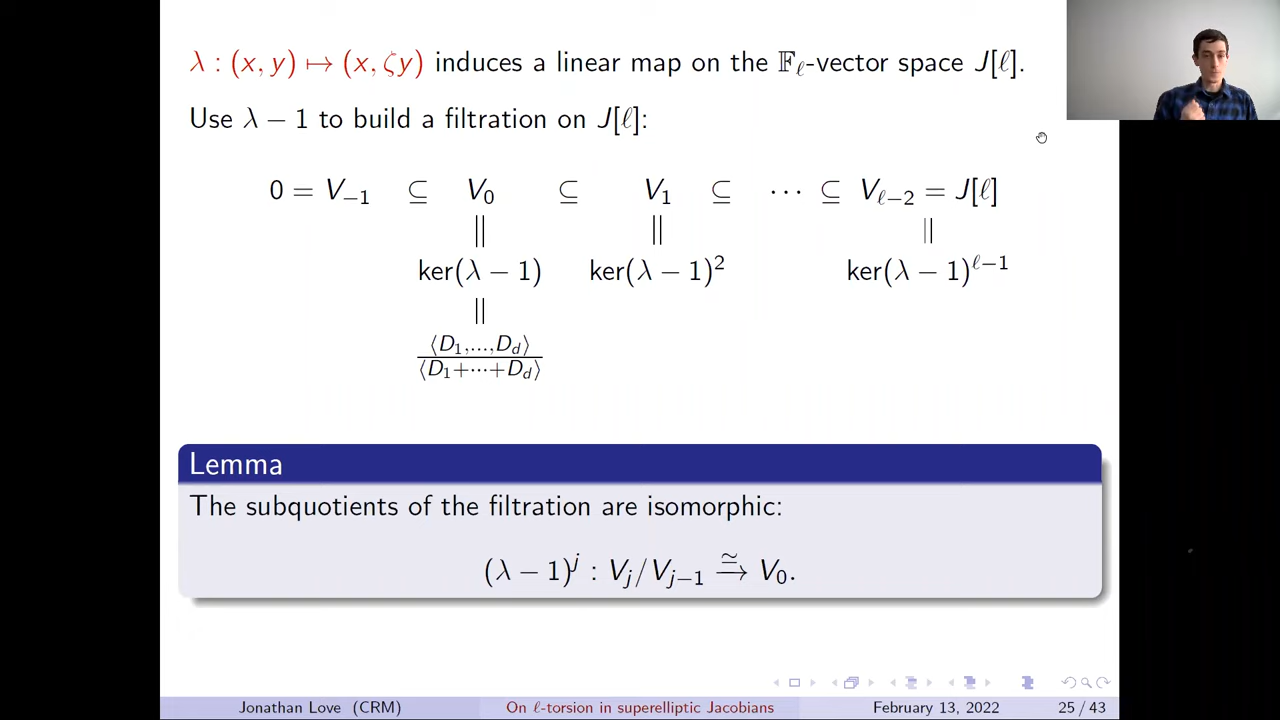 λ : (x, y) ↦ (x, ζy) induces a linear map on the 𝔽_ℓ-vector space J[ℓ].
Use λ − 1 to build a filtration on J[ℓ]:
0 = V_{−1} ⊆ V_0 ⊆ V_1 ⊆ ⋯ ⊆ V_{ℓ−2} = J[ℓ]
|| || ||
ker(λ − 1) ker(λ − 1)^2 ker(λ − 1)^{ℓ−1}
||
⟨D_1,...,D_d⟩
⟨D_1+⋯+D_d⟩
Lemma
The subquotients of the filtration are isomorphic:
(λ − 1)^j : V_j/V_{j−1} ≃→ V_0.
Jonathan Love (CRM) On ℓ-torsion in superelliptic Jacobians February 13, 2022 25 / 43